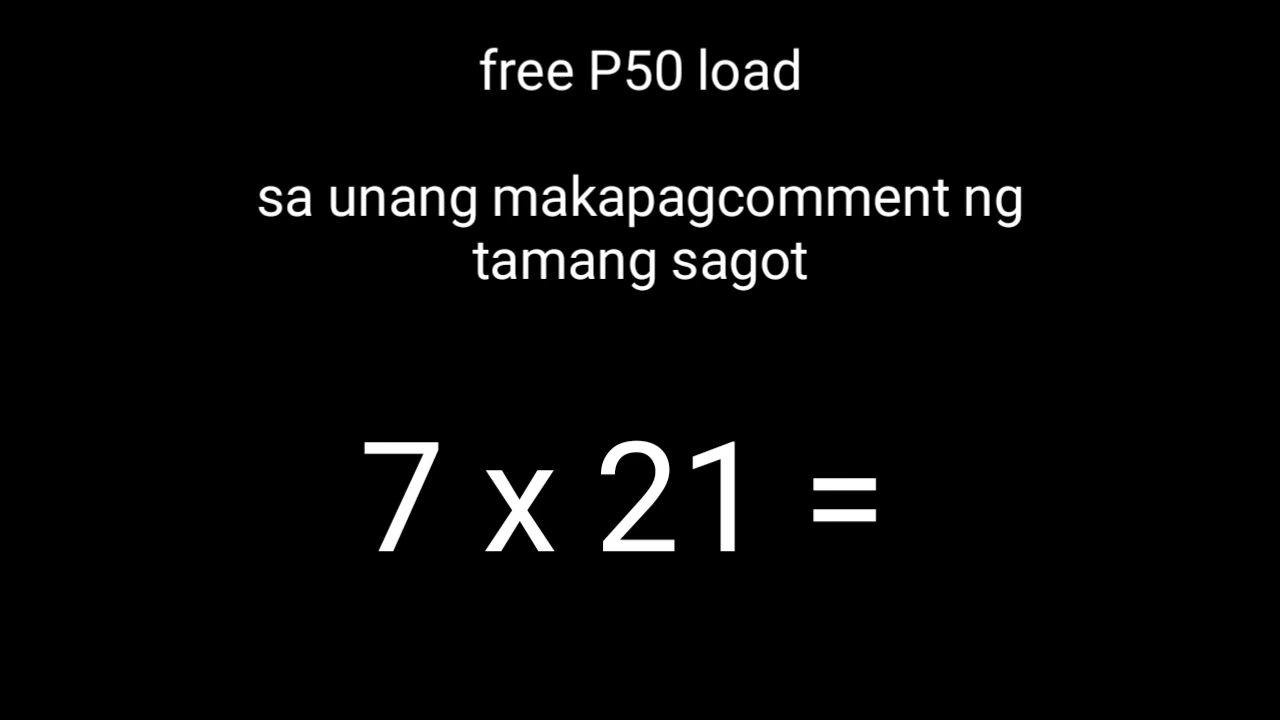 free P50 load
sa unang makapagcomment ng
tamang sagot
7 x 21 =